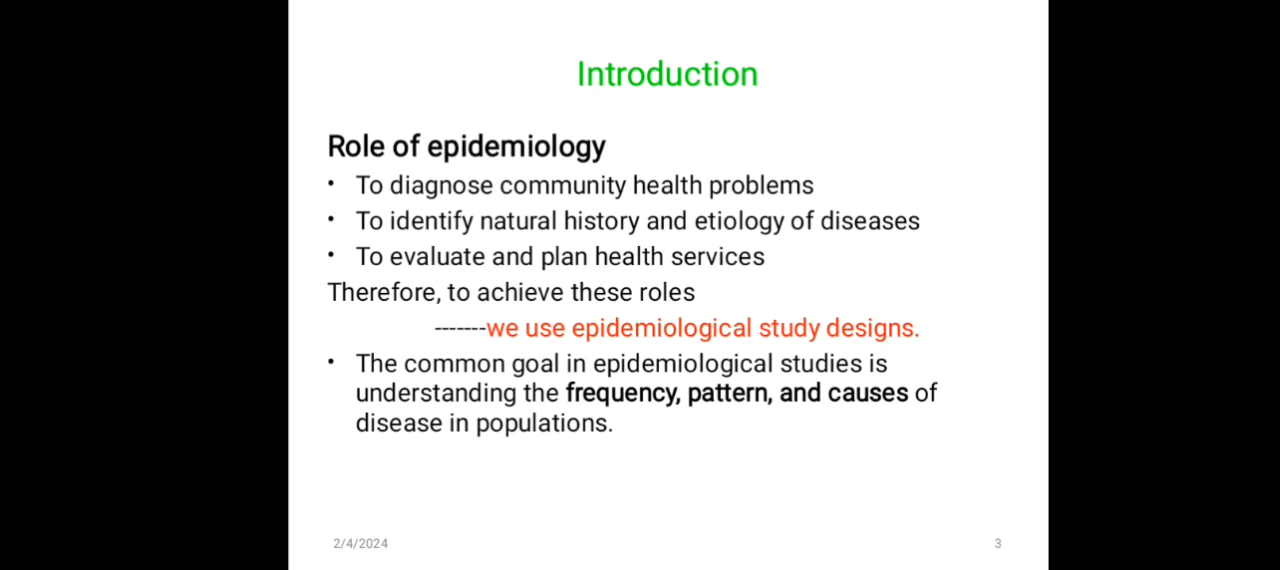 Introduction
Role of epidemiology
• To diagnose community health problems
• To identify natural history and etiology of diseases
• To evaluate and plan health services
Therefore, to achieve these roles
-------we use epidemiological study designs.
• The common goal in epidemiological studies is
understanding the frequency, pattern, and causes of
disease in populations.
2/4/2024
3